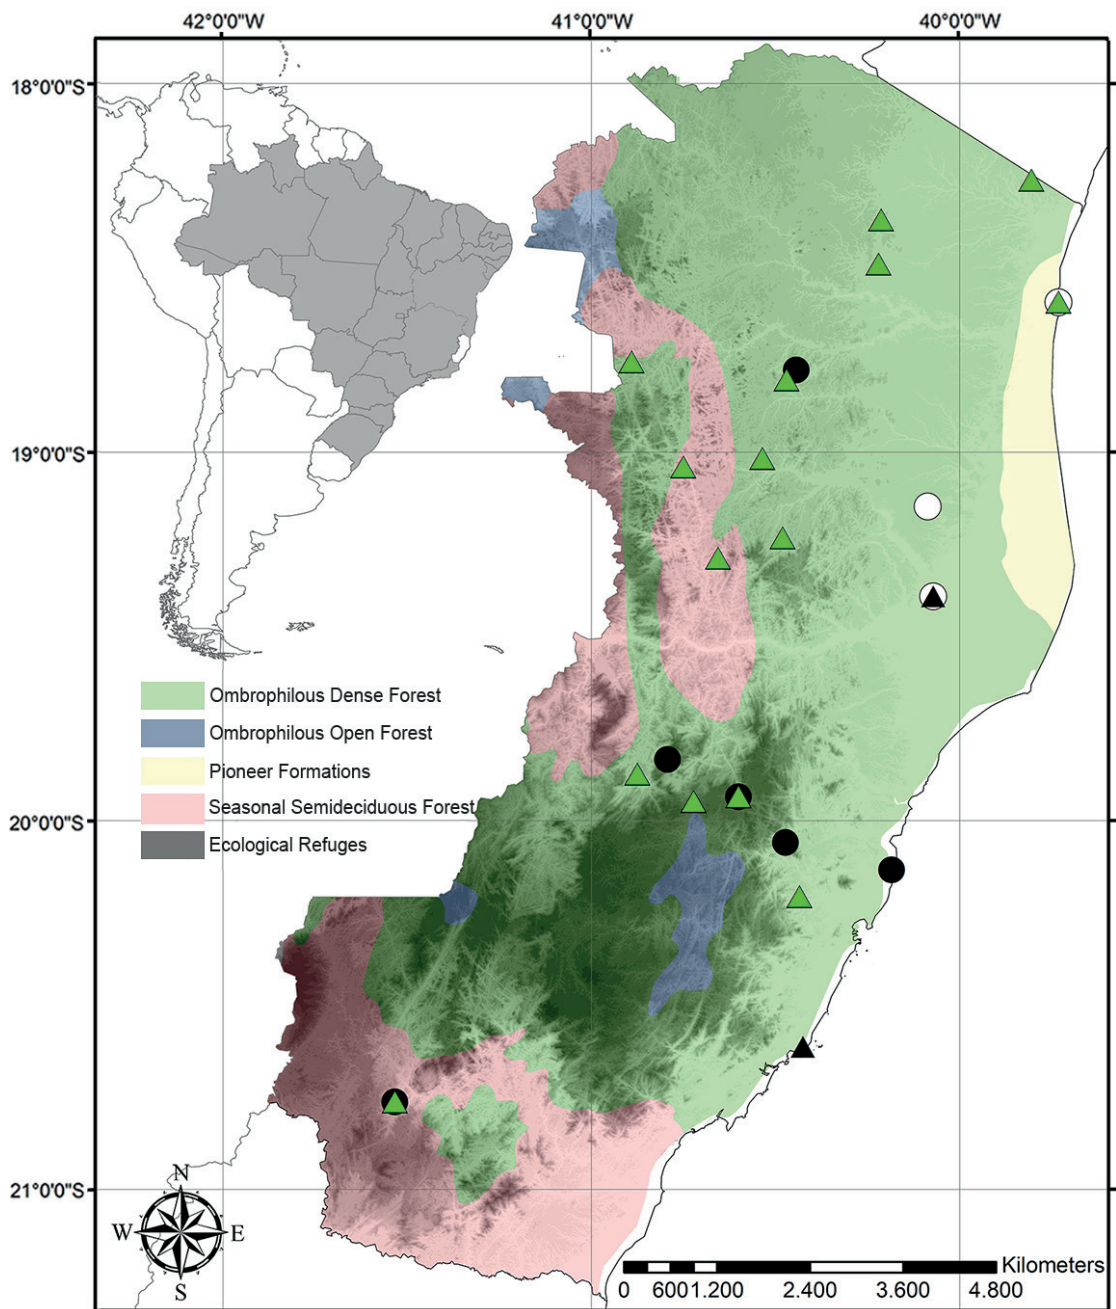 42°0'0"W 41°0'0"W 40°0'0"W
18°0'0"S
19°0'0"S
Ombrophilous Dense Forest
Ombrophilous Open Forest
Pioneer Formations
Seasonal Semideciduous Forest
Ecological Refuges
20°0'0"S
21°0'0"S
N
W E
S
Kilometers
0 600 1.200 2.400 3.600 4.800